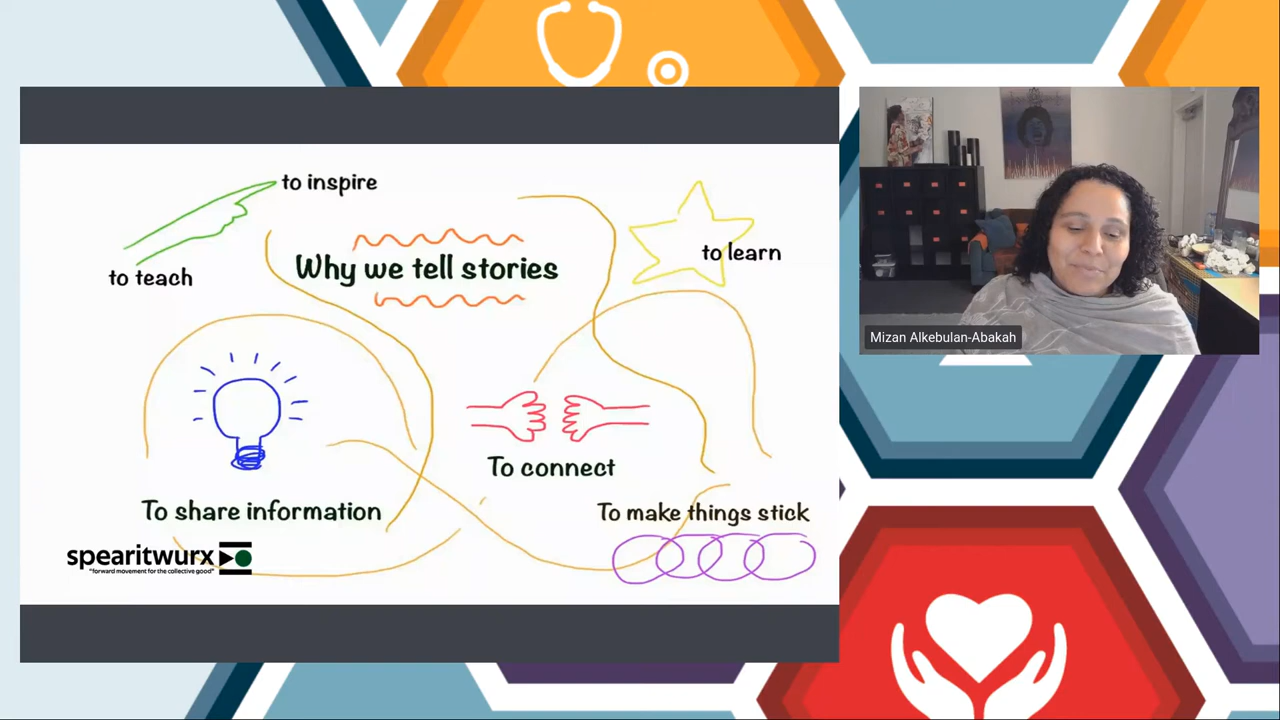 to inspire
to teach
Why we tell stories
to learn
To connect
To share information
To make things stick
spearitwurx
"forward movement for the collective good"
Mizan Alkebulan-Abakah